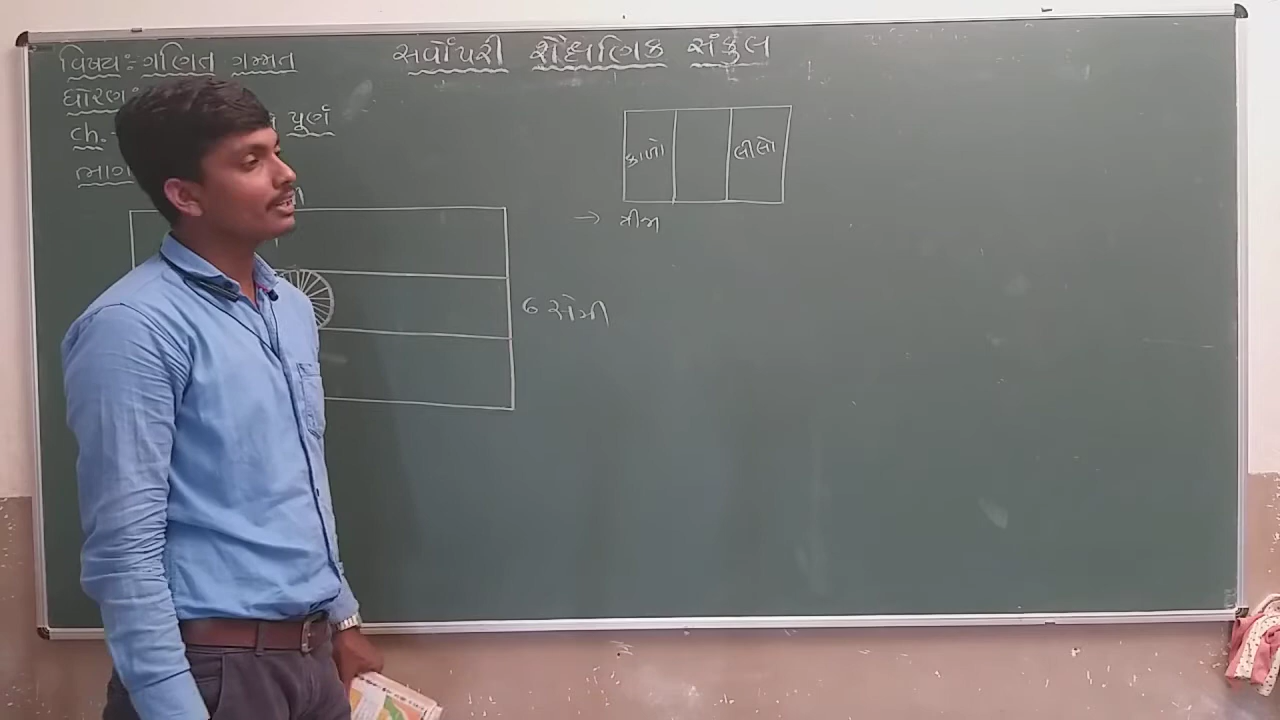 વિષય:- ગણિત ગમ્મત
સર્વોપરી શૈક્ષણિક સંકુલ
ધોરણ:
ch.- પૂર્ણ
ભાગ
કાળો લીલો
→ ત્રીજા
6 સેમી